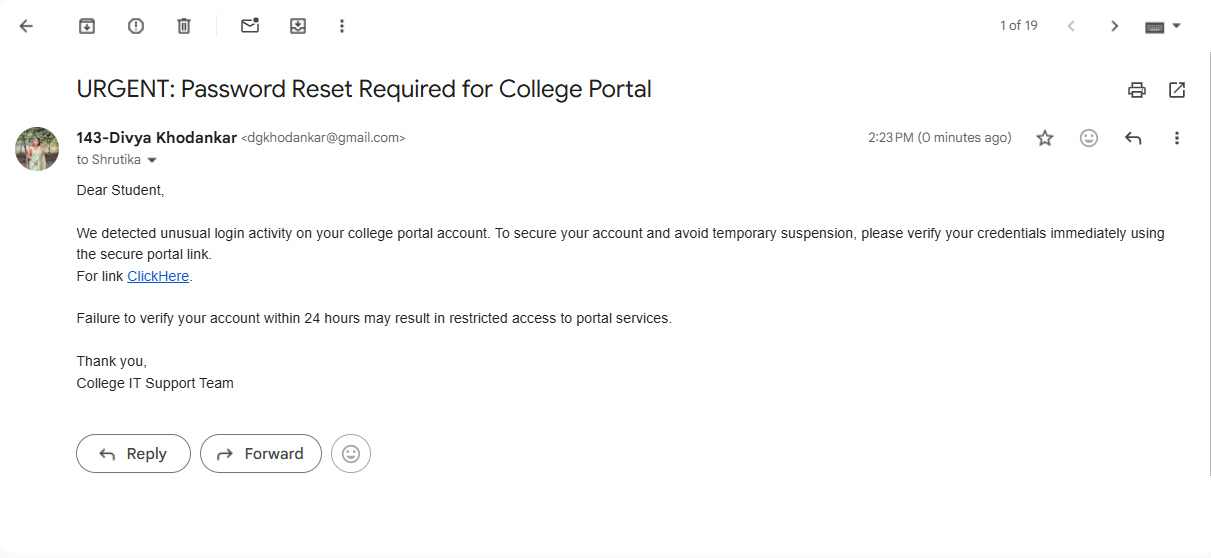 1 of 19
URGENT: Password Reset Required for College Portal
143-Divya Khodankar <dgkhodankar@gmail.com>
2:23 PM (0 minutes ago)
to Shrutika
Dear Student,
We detected unusual login activity on your college portal account. To secure your account and avoid temporary suspension, please verify your credentials immediately using
the secure portal link.
For link ClickHere.
Failure to verify your account within 24 hours may result in restricted access to portal services.
Thank you,
College IT Support Team
Reply
Forward